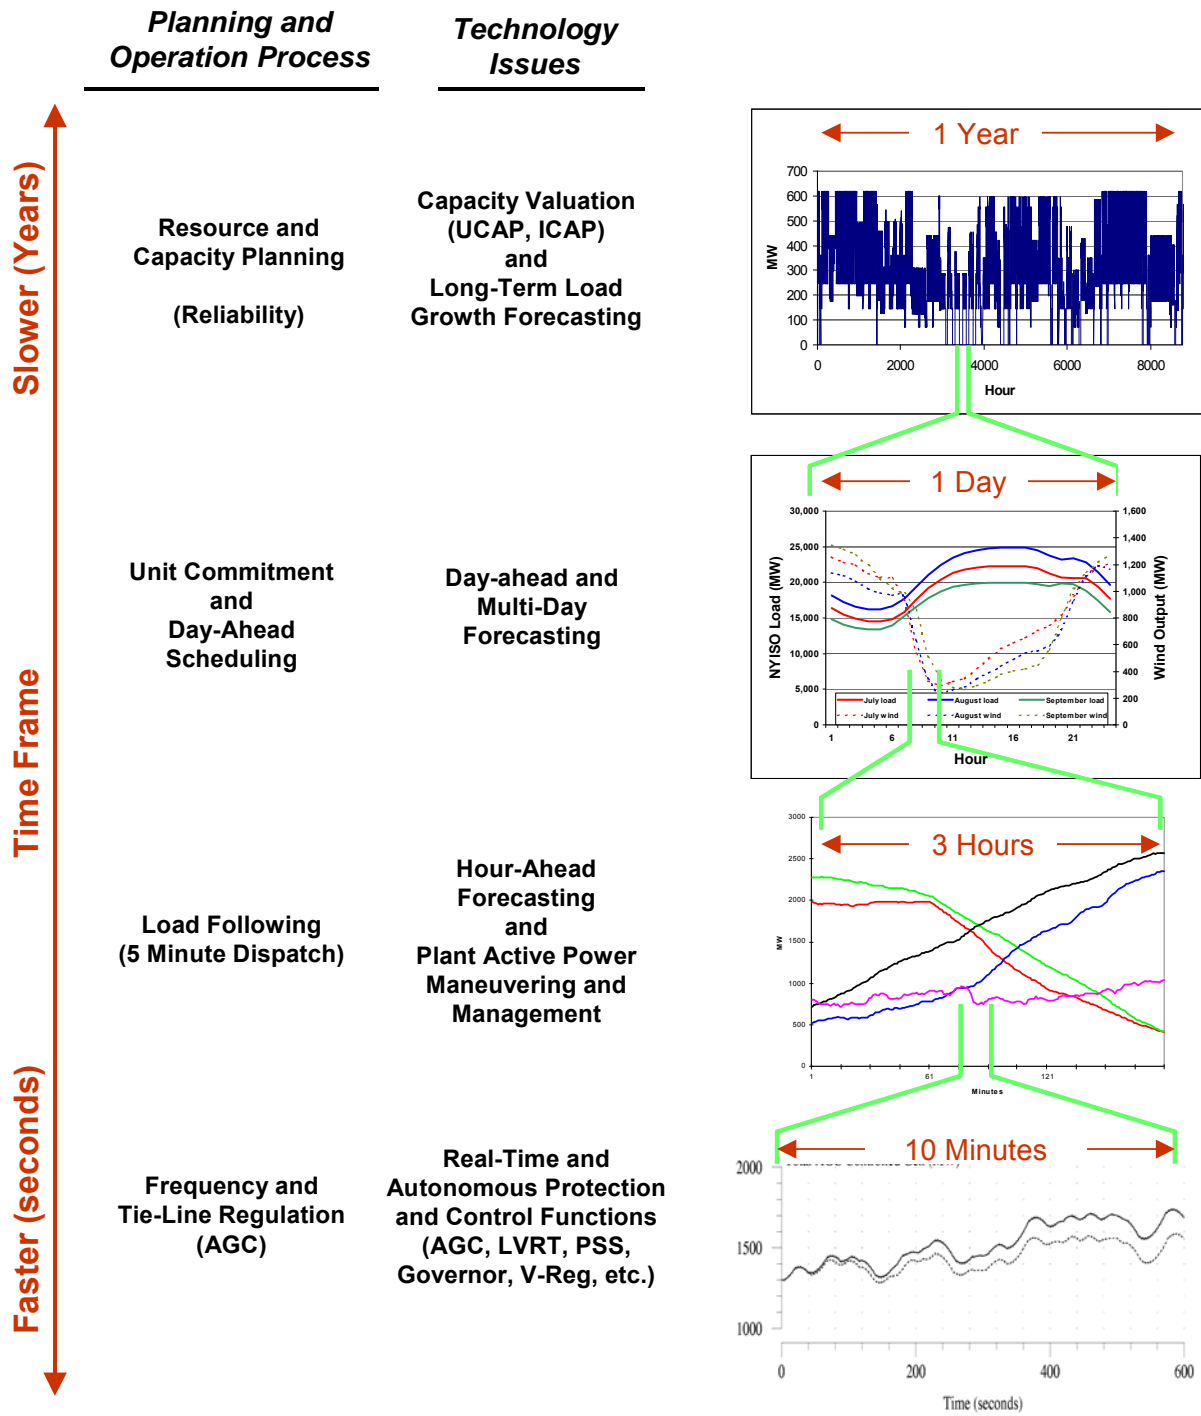 Planning and
Operation Process
Technology
Issues
Slower (Years)
Time Frame
Faster (seconds)
Resource and
Capacity Planning
(Reliability)
Capacity Valuation
(UCAP, ICAP)
and
Long-Term Load
Growth Forecasting
1 Year
700
600
500
400
300
200
100
0
MW
0 2000 4000 6000 8000
Hour
Unit Commitment
and
Day-Ahead
Scheduling
Day-ahead and
Multi-Day
Forecasting
1 Day
30,000
25,000
20,000
15,000
10,000
5,000
0
NYISO Load (MW)
1,600
1,400
1,200
1,000
800
600
400
200
0
Wind Output (MW)
July load August load September load
July wind August wind September wind
1 6 11 16 21
Hour
Load Following
(5 Minute Dispatch)
Hour-Ahead
Forecasting
and
Plant Active Power
Maneuvering and
Management
3 Hours
3000
2500
2000
1500
1000
500
0
MW
1 61 121
Minutes
Frequency and
Tie-Line Regulation
(AGC)
Real-Time and
Autonomous Protection
and Control Functions
(AGC, LVRT, PSS,
Governor, V-Reg, etc.)
10 Minutes
2000
1500
1000
0 200 400 600
Time (seconds)